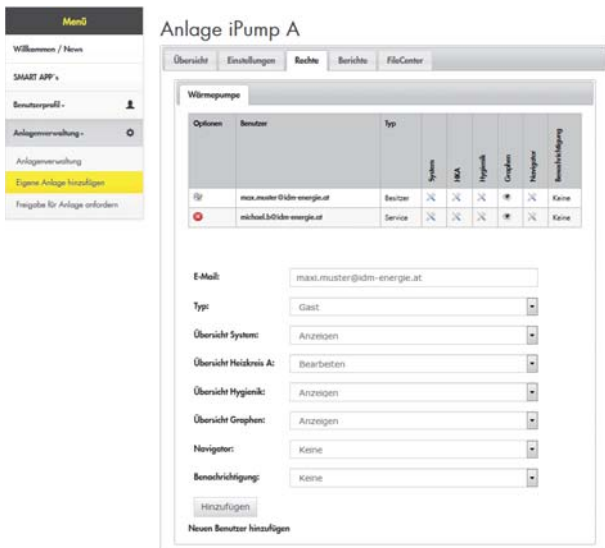 Menü
Willkommen / News
SMART APP's
Benutzerprofil -
Anlagenverwaltung -
Anlagenverwaltung
Eigene Anlage hinzufügen
Freigabe für Anlage anfordern
Anlage iPump A
Übersicht Einstellungen Rechte Berichte FileCenter
Wärmepumpe
Optionen Benutzer Typ System HKA Hygienik Graphen Navigator Benachrichtigung
max.muster@idm-energie.at Besitzer Keine
michael.b@idm-energie.at Service Keine
E-Mail: maxi.muster@idm-energie.at
Typ: Gast
Übersicht System: Anzeigen
Übersicht Heizkreis A: Bearbeiten
Übersicht Hygienik: Anzeigen
Übersicht Graphen: Anzeigen
Navigator: Keine
Benachrichtigung: Keine
Hinzufügen
Neuen Benutzer hinzufügen